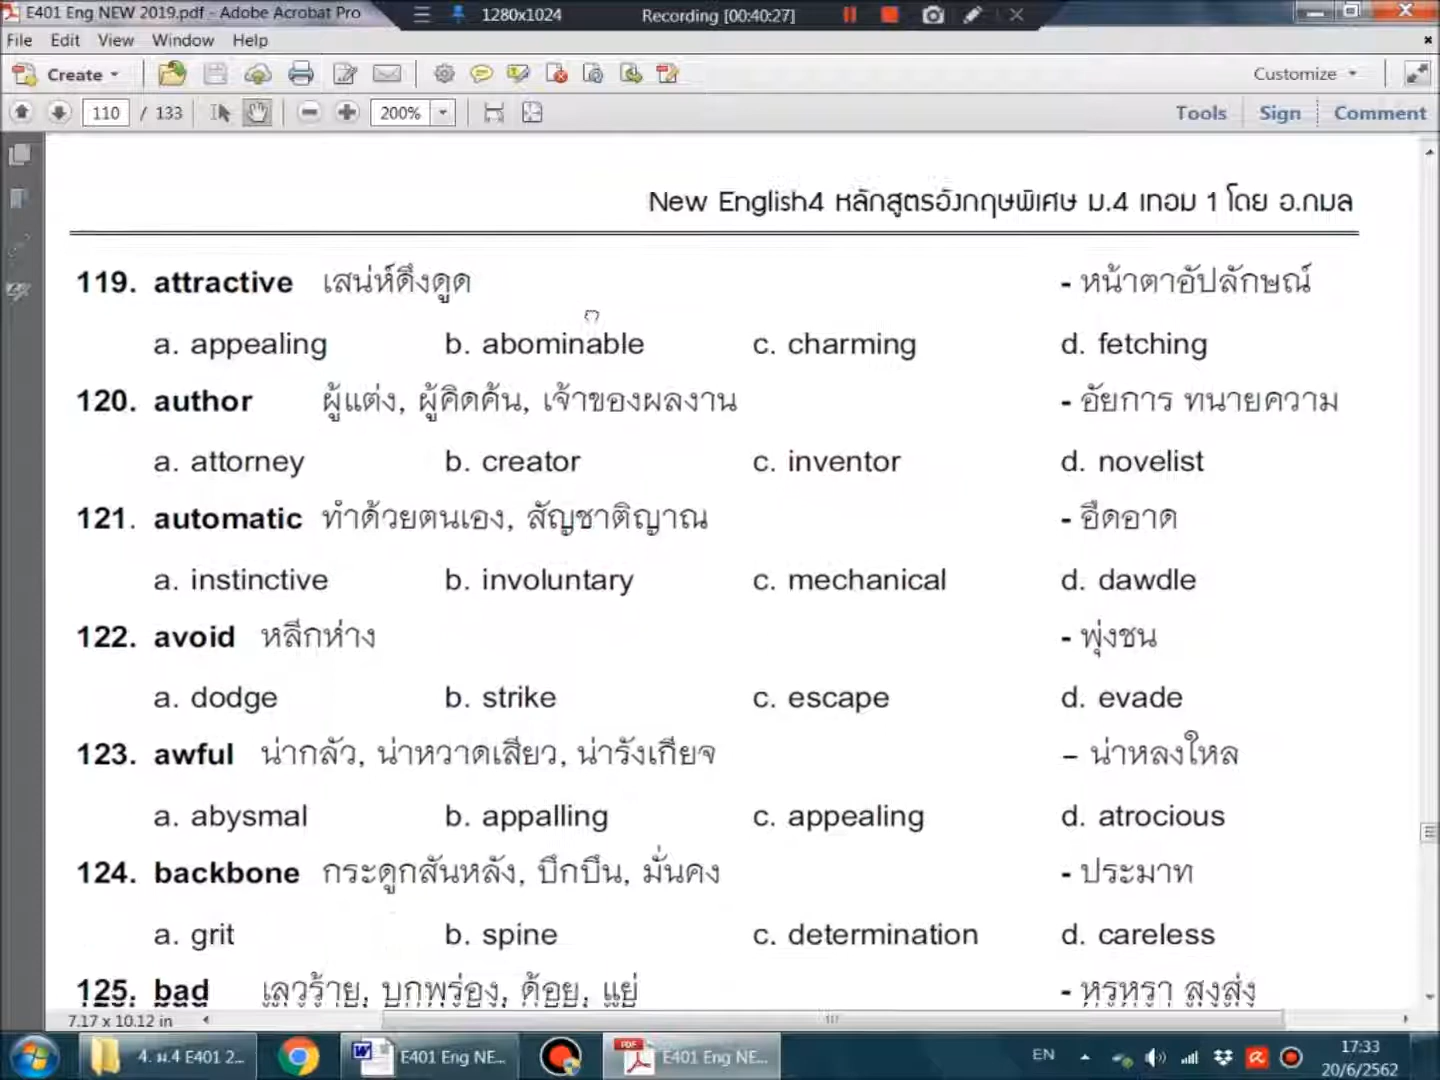 E401 Eng NEW 2019.pdf - Adobe Acrobat Pro
1280x1024 Recording [00:40:27]
File Edit View Window Help
Create Customize
110 / 133 200% Tools Sign Comment
New English4 หลักสูตรอังกฤษพิเศษ ม.4 เทอม 1 โดย อ.กมล
119. attractive เสน่ห์ดึงดูด - หน้าตาอัปลักษณ์
a. appealing b. abominable c. charming d. fetching
120. author ผู้แต่ง, ผู้คิดค้น, เจ้าของผลงาน - อัยการ ทนายความ
a. attorney b. creator c. inventor d. novelist
121. automatic ทำด้วยตนเอง, สัญชาติญาณ - อืดอาด
a. instinctive b. involuntary c. mechanical d. dawdle
122. avoid หลีกห่าง - พุ่งชน
a. dodge b. strike c. escape d. evade
123. awful น่ากลัว, น่าหวาดเสียว, น่ารังเกียจ – น่าหลงใหล
a. abysmal b. appalling c. appealing d. atrocious
124. backbone กระดูกสันหลัง, บึกบึน, มั่นคง - ประมาท
a. grit b. spine c. determination d. careless
125. bad เลวร้าย, บกพร่อง, ด้อย, แย่ - หรูหรา สูงส่ง
7.17 x 10.12 in
4. ม.4 E401 2... E401 Eng NE... E401 Eng NE... EN 17:33
20/6/2562